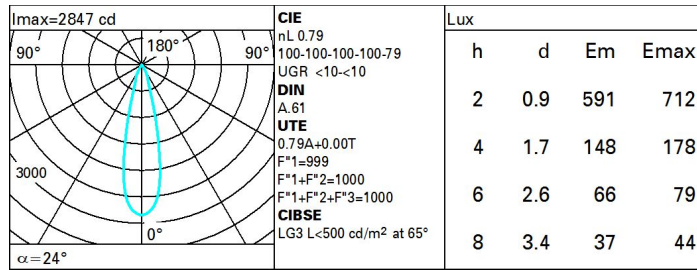 Imax=2847 cd
90° 180° 90°
3000
0°
α=24°
CIE
nL 0.79
100-100-100-100-79
UGR <10-<10
DIN
A.61
UTE
0.79A+0.00T
F"1=999
F"1+F"2=1000
F"1+F"2+F"3=1000
CIBSE
LG3 L<500 cd/m² at 65°
Lux
h d Em Emax
2 0.9 591 712
4 1.7 148 178
6 2.6 66 79
8 3.4 37 44